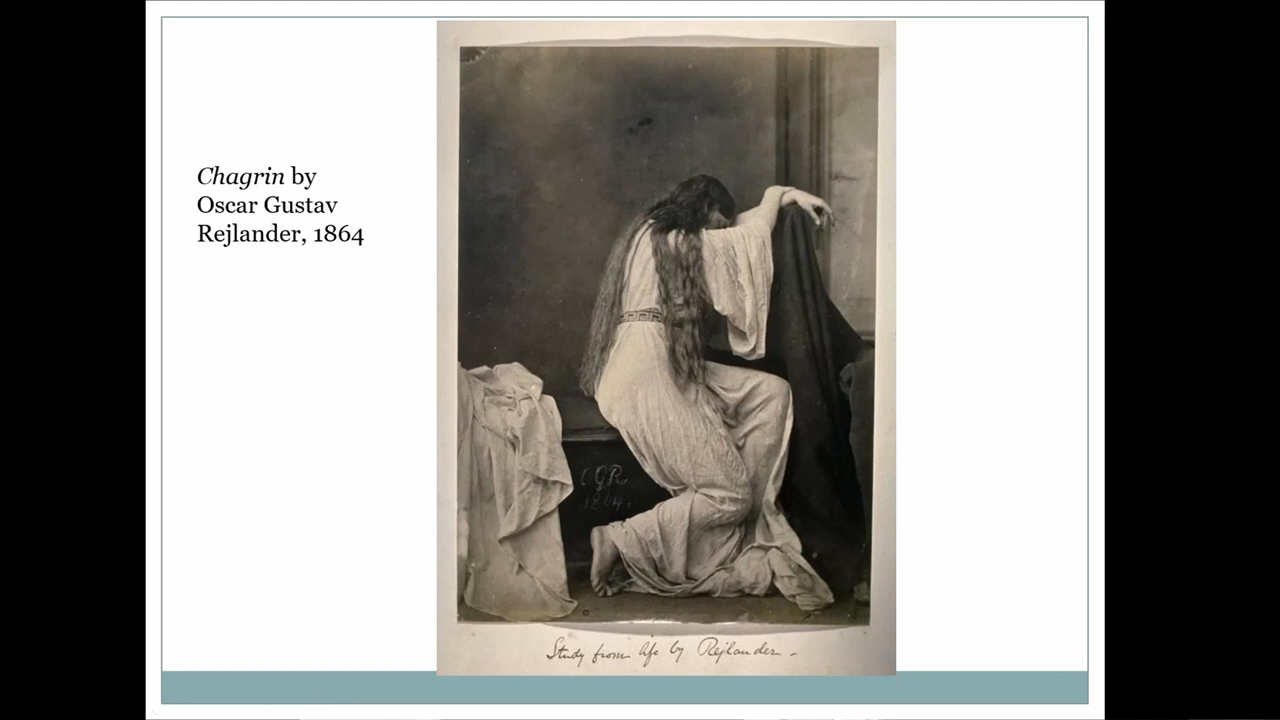 Chagrin by
Oscar Gustav
Rejlander, 1864
OGR
1864.
Study from life by Rejlander -